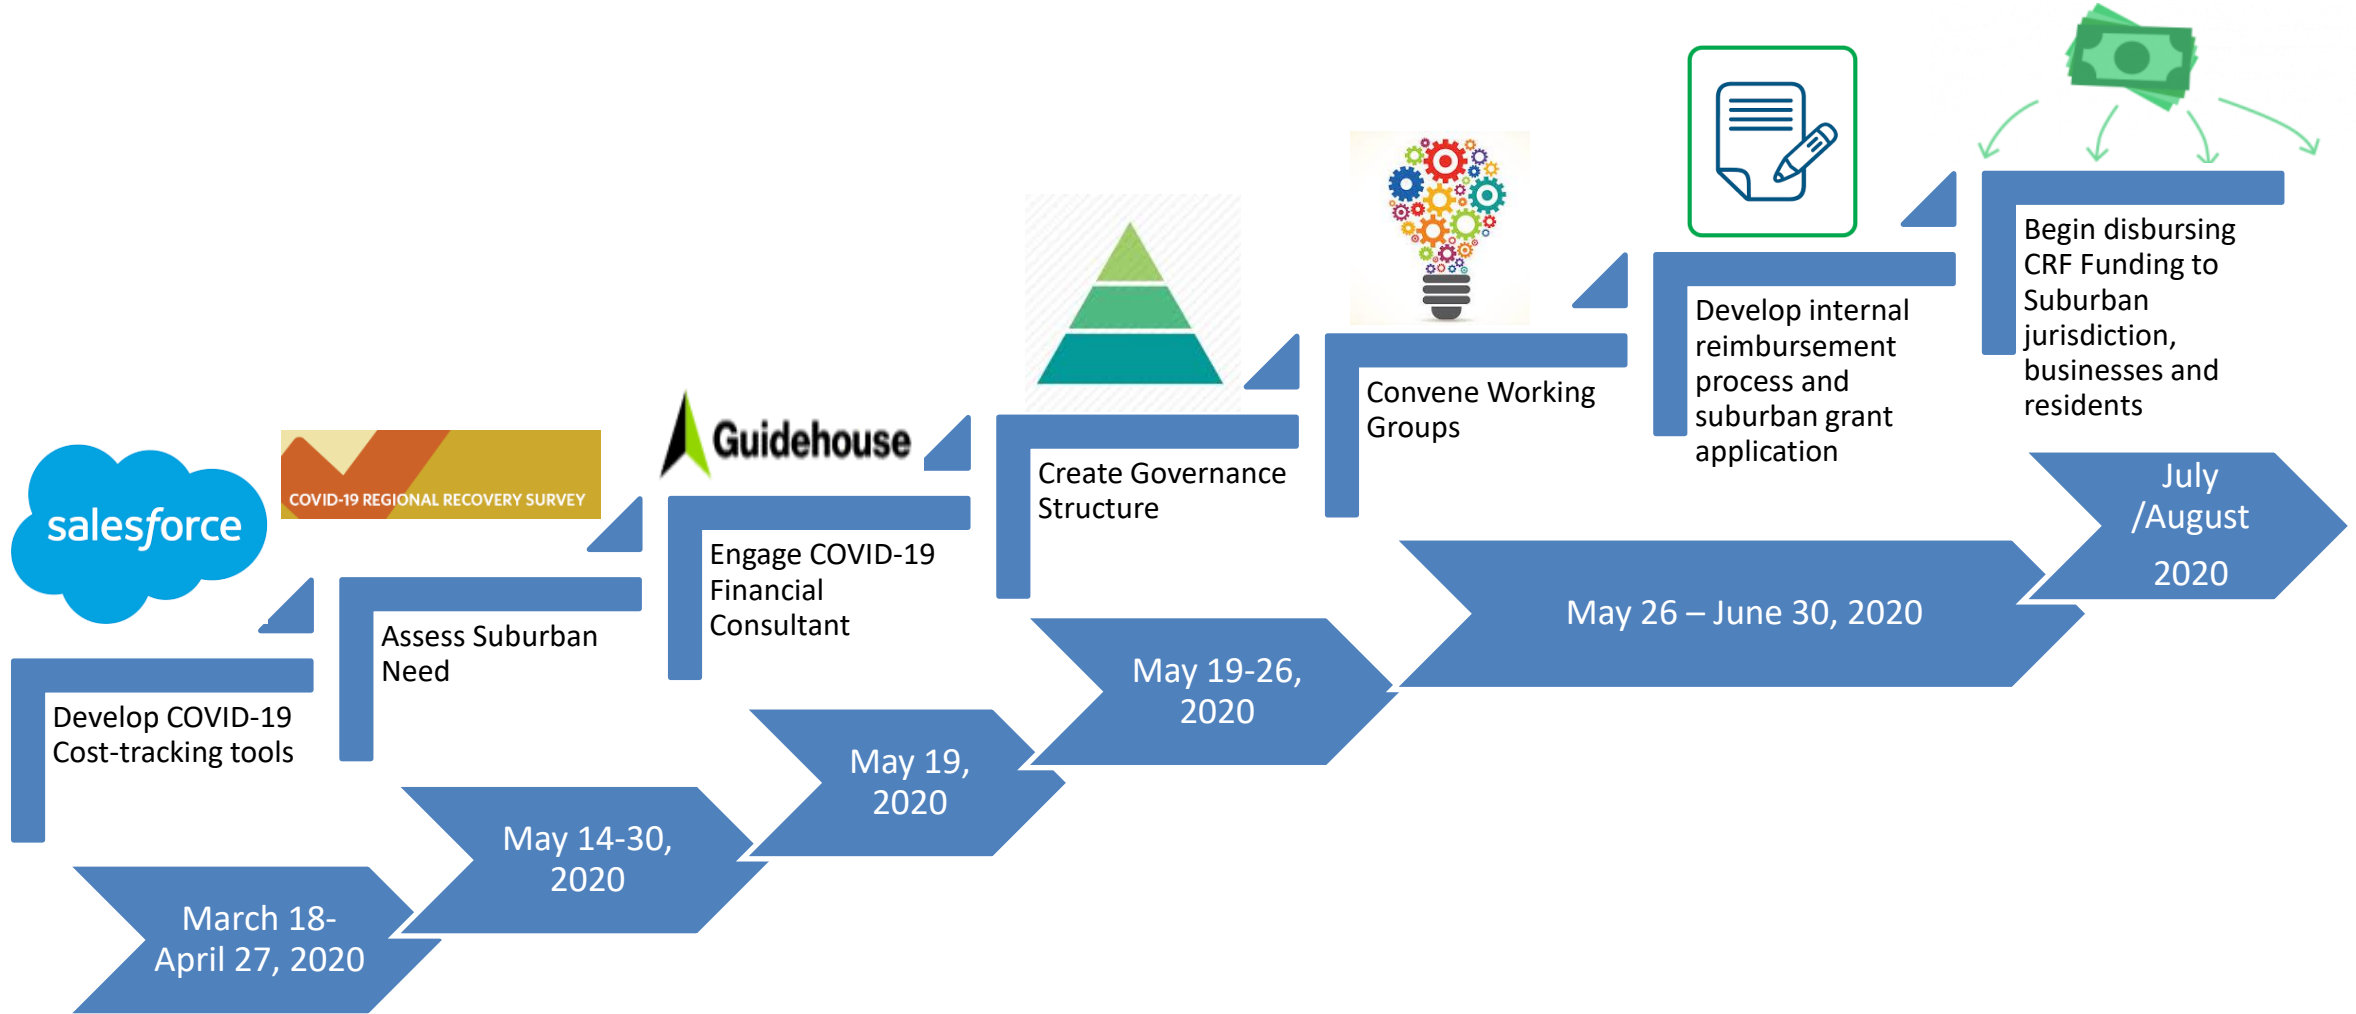 salesforce
COVID-19 REGIONAL RECOVERY SURVEY
Guidehouse
Develop COVID-19
Cost-tracking tools
Assess Suburban
Need
Engage COVID-19
Financial
Consultant
Create Governance
Structure
Convene Working
Groups
Develop internal
reimbursement
process and
suburban grant
application
Begin disbursing
CRF Funding to
Suburban
jurisdiction,
businesses and
residents
March 18-
April 27, 2020
May 14-30,
2020
May 19,
2020
May 19-26,
2020
May 26 – June 30, 2020
July
/August
2020